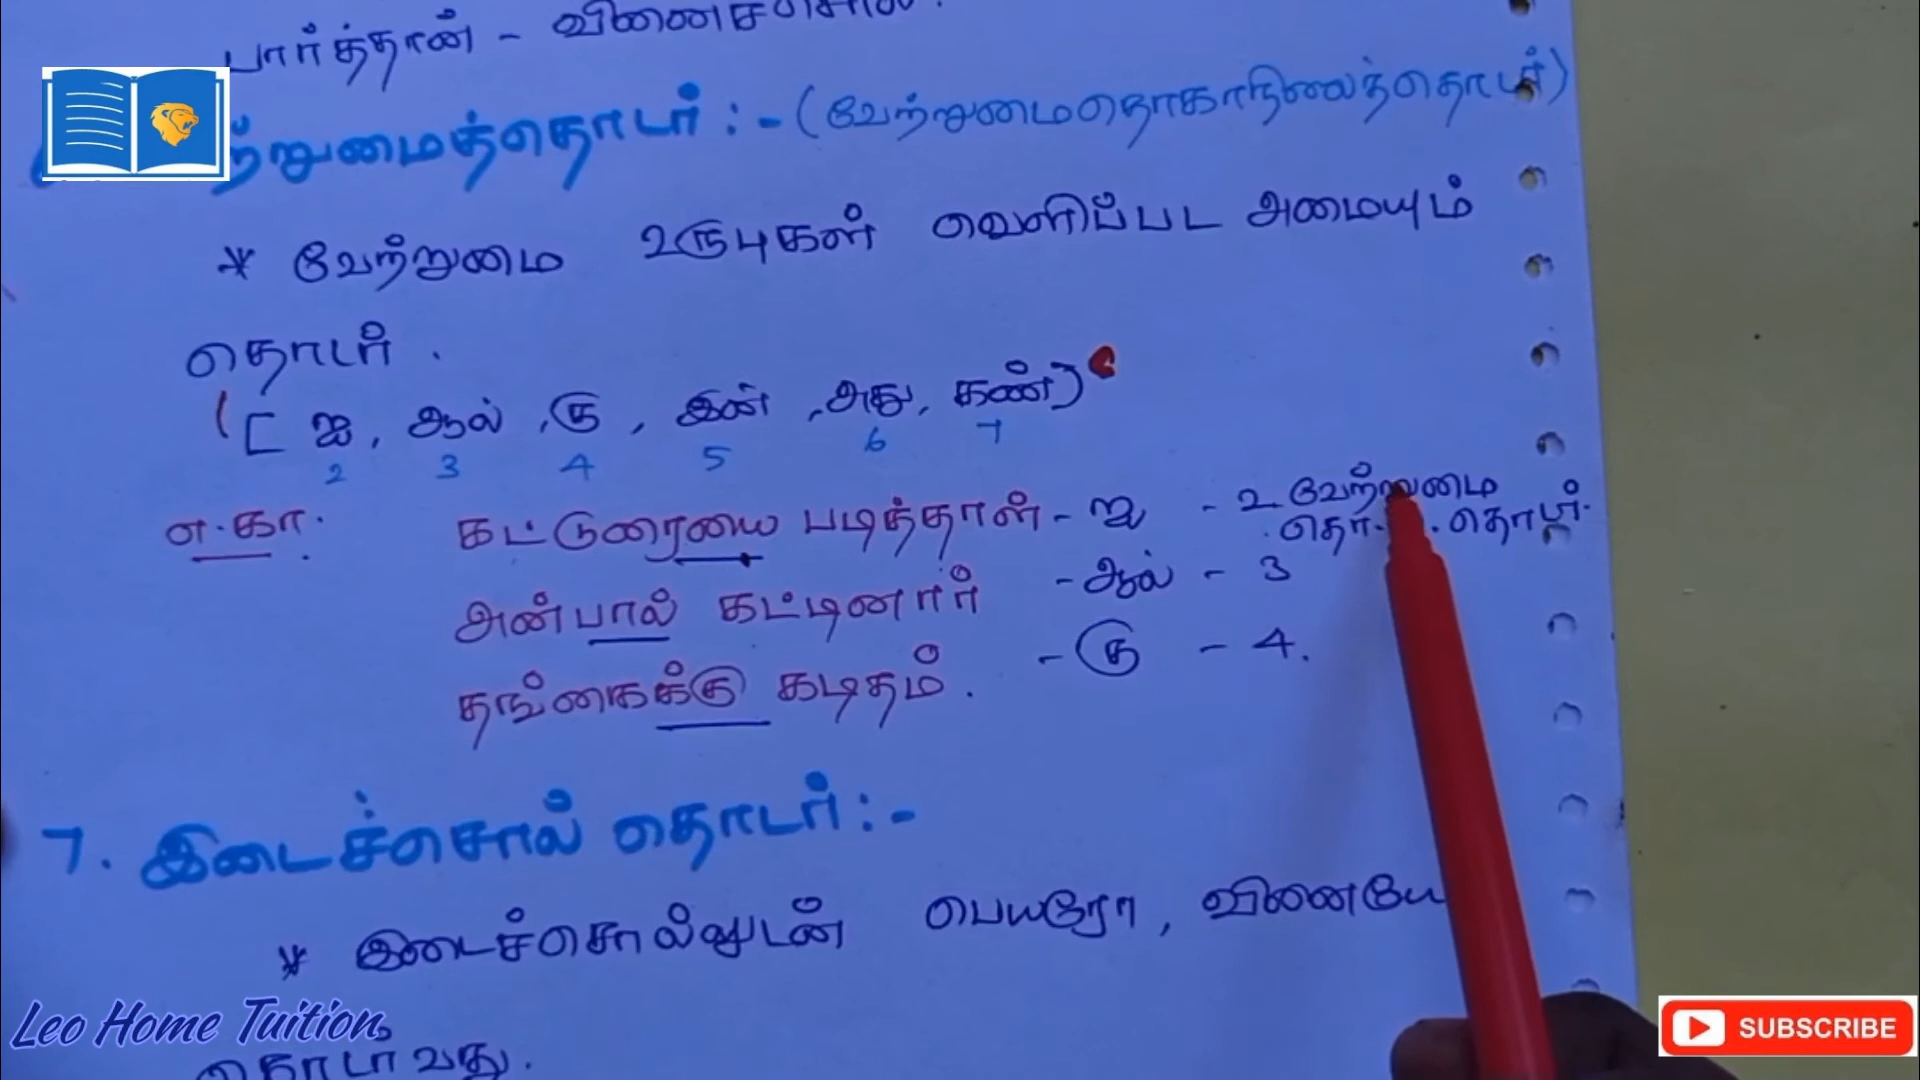 பார்த்தான் - வினைச்சொல்.
ற்றுமைத்தொடர் :- (வேற்றுமைதொகாநிலைத்தொடர்)
* வேற்றுமை உருபுகள் வெளிப்பட அமையும்
தொடர்.
([ ஐ, ஆல், கு, இன், அது, கண்)
2 3 4 5 6 7
எ.கா. கட்டுரையை படித்தான் - ஐ - 2 வேற்றுமை
தொ. . தொடர்.
அன்பால் கட்டினார் - ஆல் - 3
தங்கைக்கு கடிதம். - கு - 4.
7. இடைச்சொல் தொடர் :-
* இடைச்சொல்லுடன் பெயரோ, வினையே
Leo Home Tuition
தொடர்வது.
SUBSCRIBE